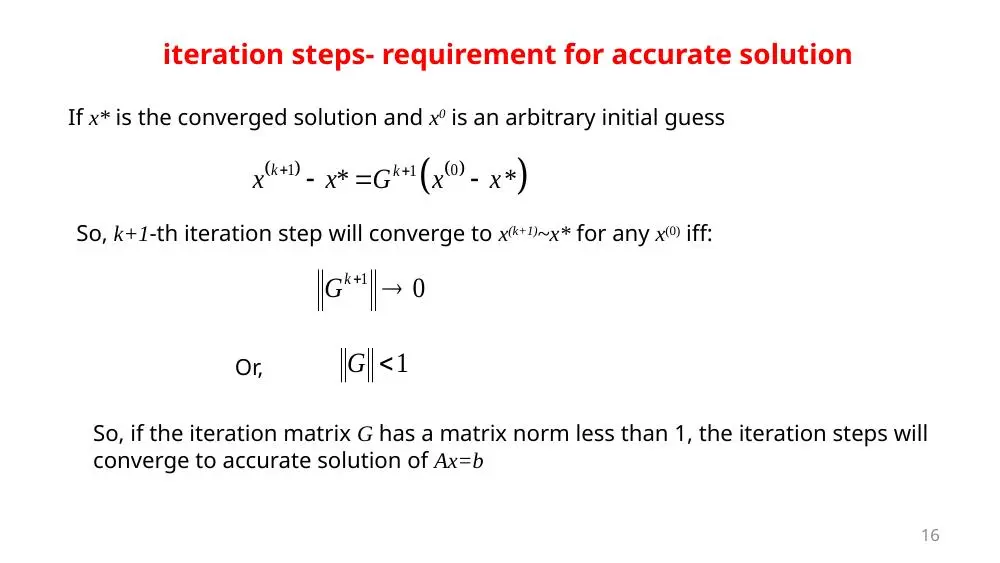 iteration steps- requirement for accurate solution
If x* is the converged solution and x⁰ is an arbitrary initial guess
x^(k+1) - x* = G^k+1 (x^(0) - x*)
So, k+1-th iteration step will converge to x^(k+1)~x* for any x^(0) iff:
‖G^k+1‖ → 0
Or, ‖G‖ < 1
So, if the iteration matrix G has a matrix norm less than 1, the iteration steps will
converge to accurate solution of Ax=b
16